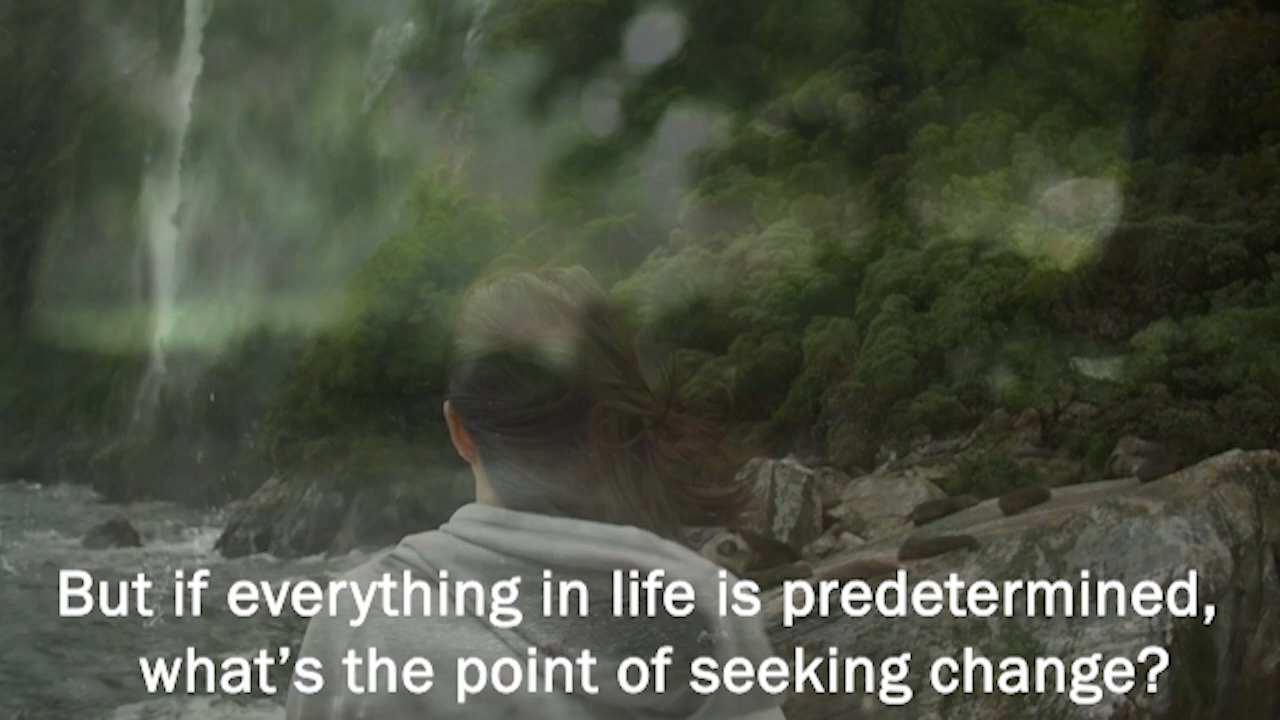 But if everything in life is predetermined,
what’s the point of seeking change?